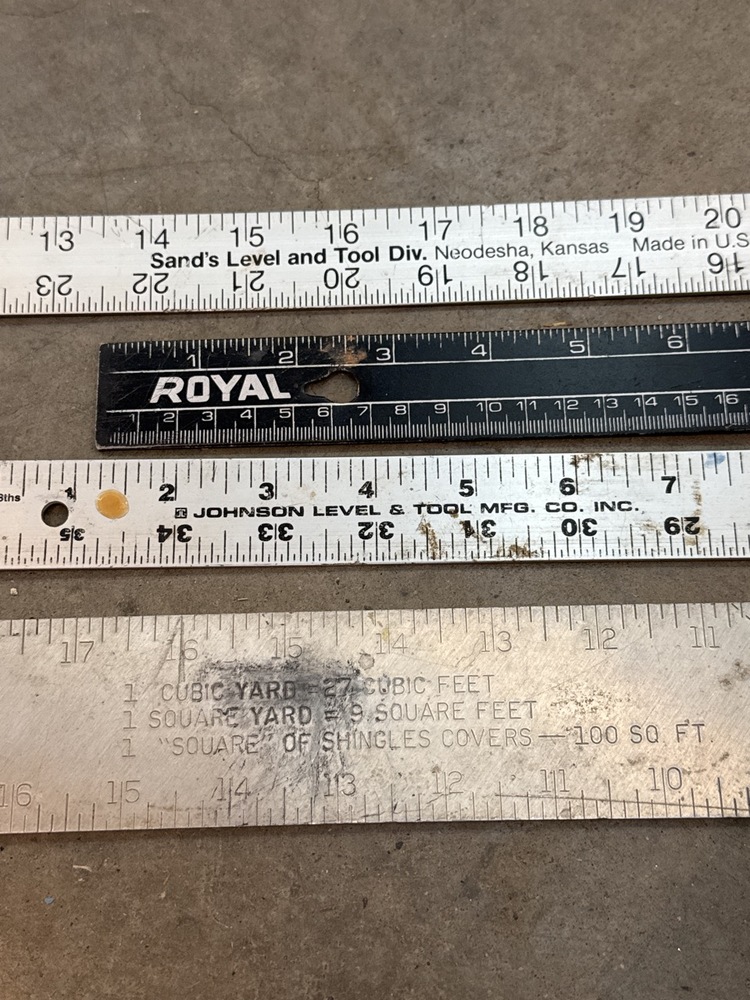 13 14 15 16 17 18 19 20
Sand's Level and Tool Div. Neodesha, Kansas Made in U.S
23 22 21 20 19 18 17 16
1 2 3 4 5 6
ROYAL
1 2 3 4 5 6 7 8 9 10 11 12 13 14 15 16
8ths 1 2 3 4 5 6 7
JOHNSON LEVEL & TOOL MFG. CO. INC.
35 34 33 32 31 30 29
17 16 15 14 13 12 11
1 CUBIC YARD = 27 CUBIC FEET
1 SQUARE YARD = 9 SQUARE FEET
1 "SQUARE" OF SHINGLES COVERS — 100 SQ. FT.
16 15 14 13 12 11 10